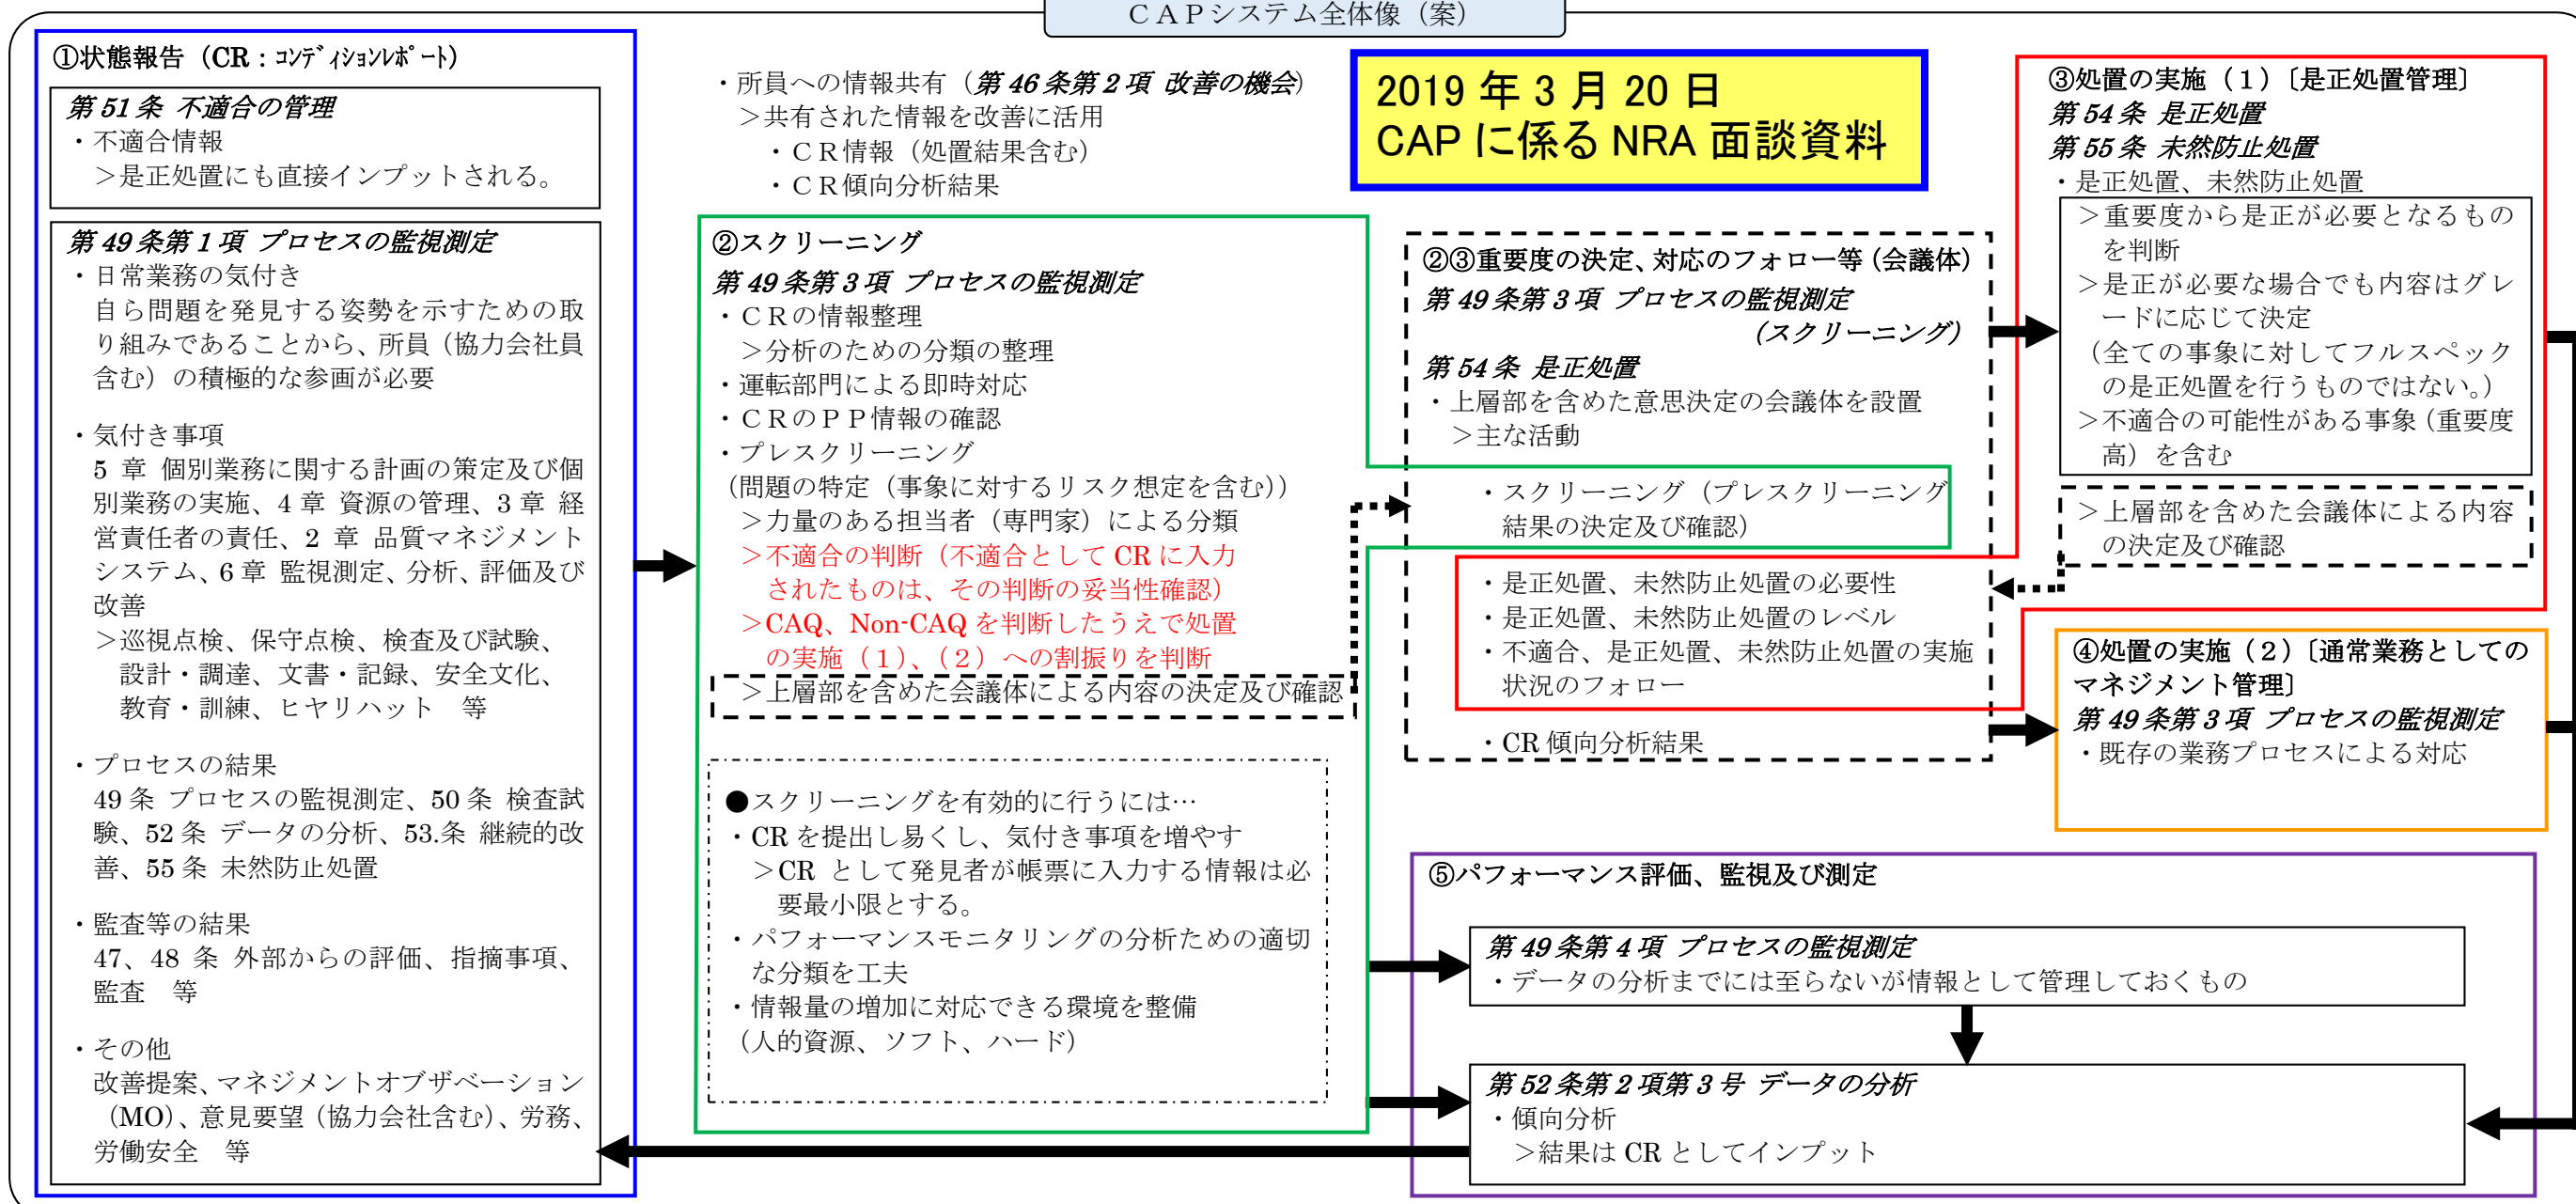 ＣＡＰシステム全体像（案）
①状態報告（CR：ｺﾝﾃﾞｨｼｮﾝﾚﾎﾟｰﾄ）
第51条 不適合の管理
・不適合情報
＞是正処置にも直接インプットされる。
第49条第1項 プロセスの監視測定
・日常業務の気付き
自ら問題を発見する姿勢を示すための取
り組みであることから、所員（協力会社員
含む）の積極的な参画が必要
・気付き事項
5 章 個別業務に関する計画の策定及び個
別業務の実施、4 章 資源の管理、3 章 経
営責任者の責任、2 章 品質マネジメント
システム、6 章 監視測定、分析、評価及び
改善
＞巡視点検、保守点検、検査及び試験、
設計・調達、文書・記録、安全文化、
教育・訓練、ヒヤリハット　等
・プロセスの結果
49 条 プロセスの監視測定、50 条 検査試
験、52 条 データの分析、53.条 継続的改
善、55 条 未然防止処置
・監査等の結果
47、48 条 外部からの評価、指摘事項、
監査　等
・その他
改善提案、マネジメントオブザベーション
（MO）、意見要望（協力会社含む）、労務、
労働安全　等
・所員への情報共有（第 46 条第 2 項 改善の機会）
＞共有された情報を改善に活用
・ＣＲ情報（処置結果含む）
・ＣＲ傾向分析結果
2019 年 3 月 20 日
CAP に係る NRA 面談資料
②スクリーニング
第 49 条第 3 項 プロセスの監視測定
・ＣＲの情報整理
＞分析のための分類の整理
・運転部門による即時対応
・ＣＲのＰＰ情報の確認
・プレスクリーニング
（問題の特定（事象に対するリスク想定を含む））
＞力量のある担当者（専門家）による分類
＞不適合の判断（不適合として CR に入力
されたものは、その判断の妥当性確認）
＞CAQ、Non-CAQ を判断したうえで処置
の実施（１）、（２）への割振りを判断
＞上層部を含めた会議体による内容の決定及び確認
●スクリーニングを有効的に行うには…
・CR を提出し易くし、気付き事項を増やす
＞CR として発見者が帳票に入力する情報は必
要最小限とする。
・パフォーマンスモニタリングの分析ための適切
な分類を工夫
・情報量の増加に対応できる環境を整備
（人的資源、ソフト、ハード）
②③重要度の決定、対応のフォロー等（会議体）
第 49 条第 3 項 プロセスの監視測定
（スクリーニング）
第 54 条 是正処置
・上層部を含めた意思決定の会議体を設置
＞主な活動
・スクリーニング（プレスクリーニング
結果の決定及び確認）
・是正処置、未然防止処置の必要性
・是正処置、未然防止処置のレベル
・不適合、是正処置、未然防止処置の実施
状況のフォロー
・CR 傾向分析結果
③処置の実施（１）〔是正処置管理〕
第 54 条 是正処置
第 55 条 未然防止処置
・是正処置、未然防止処置
＞重要度から是正が必要となるもの
を判断
＞是正が必要な場合でも内容はグレ
ードに応じて決定
（全ての事象に対してフルスペック
の是正処置を行うものではない。）
＞不適合の可能性がある事象（重要度
高）を含む
＞上層部を含めた会議体による内容
の決定及び確認
④処置の実施（２）〔通常業務としての
マネジメント管理〕
第 49 条第 3 項 プロセスの監視測定
・既存の業務プロセスによる対応
⑤パフォーマンス評価、監視及び測定
第 49 条第 4 項 プロセスの監視測定
・データの分析までには至らないが情報として管理しておくもの
第 52 条第 2 項第 3 号 データの分析
・傾向分析
＞結果は CR としてインプット